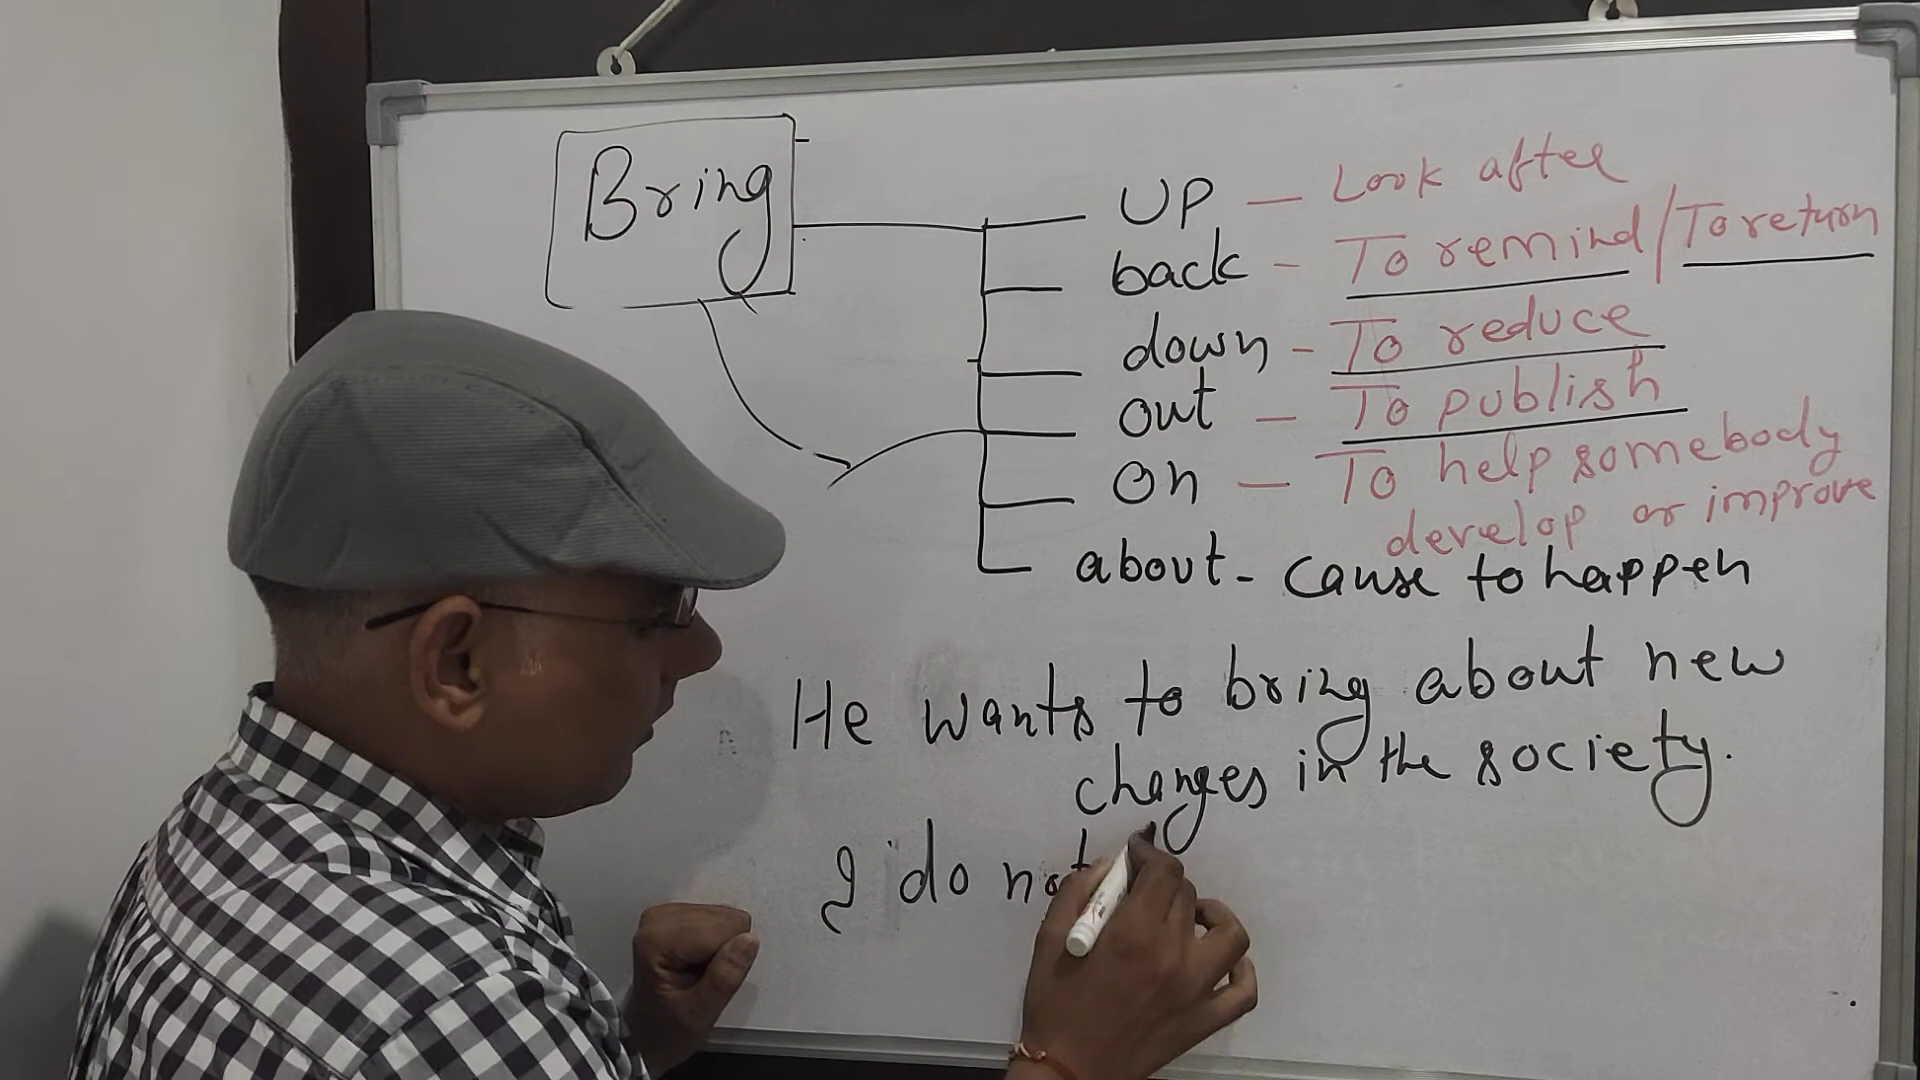 Bring
UP — Look after
back - To remind / To return
down - To reduce
out - To publish
on - To help somebody
develop or improve
about - cause to happen
He wants to bring about new
changes in the society.
I do not